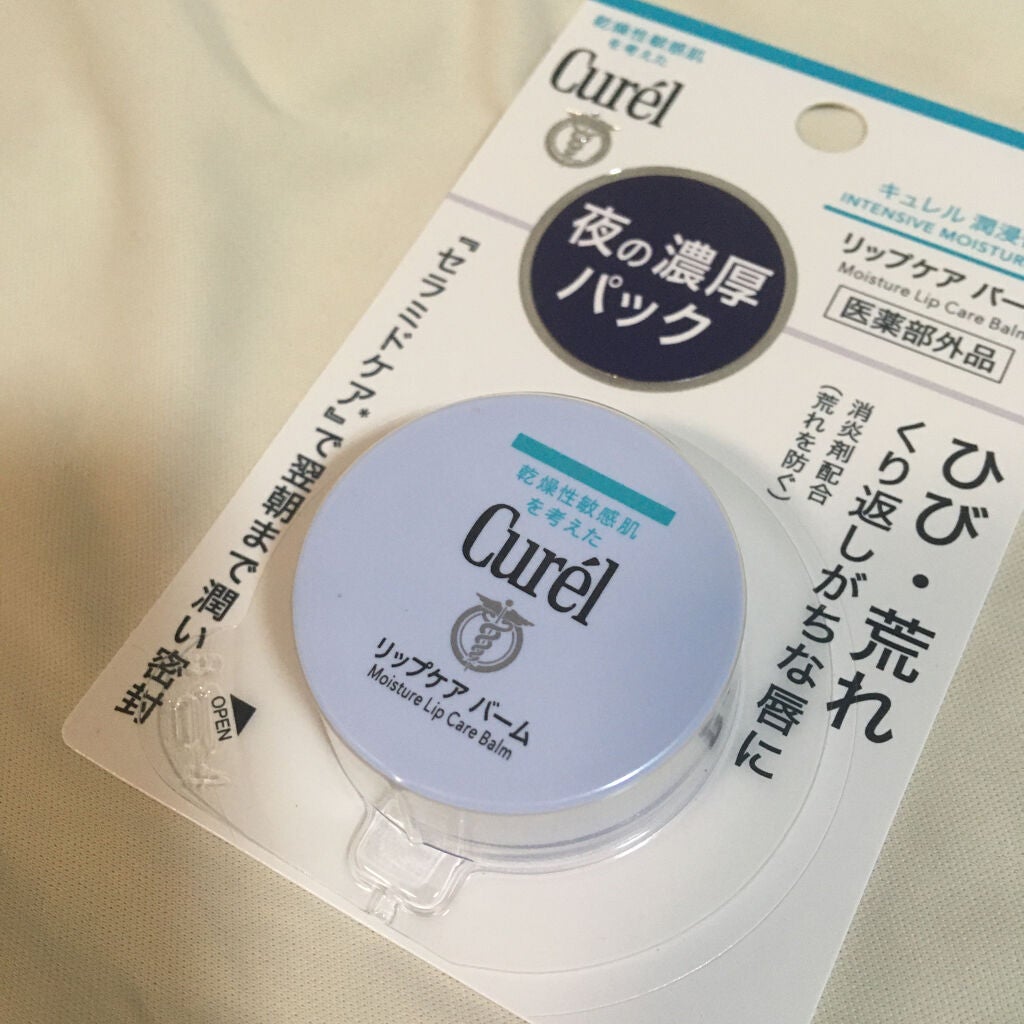 乾燥性敏感肌
を考えた
Curél
夜の濃厚
パック
キュレル 潤浸
INTENSIVE MOISTUR
リップケア バー
Moisture Lip Care Balm
医薬部外品
ひび・荒れ
くり返しがちな唇に
消炎剤配合
(荒れを防ぐ)
『セラミドケア*』で翌朝まで潤い密封
OPEN
乾燥性敏感肌
を考えた
Curél
リップケア バーム
Moisture Lip Care Balm